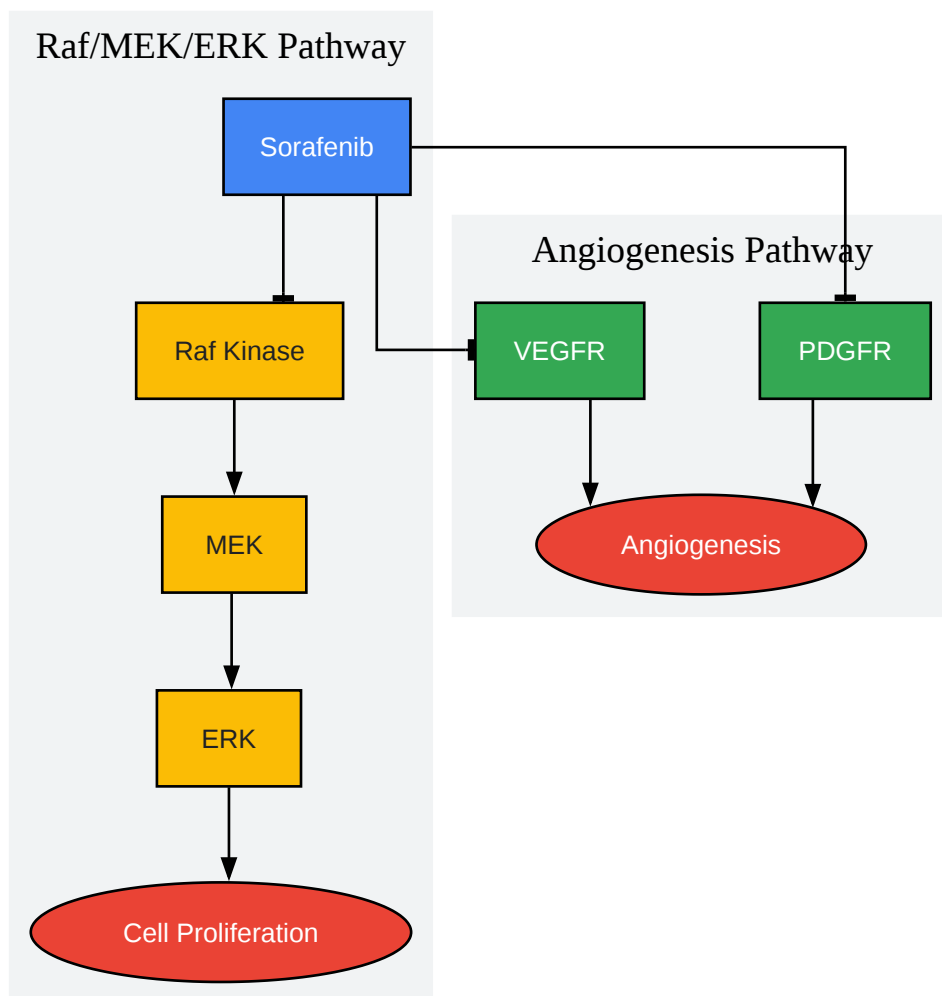 Raf/MEK/ERK Pathway
Sorafenib
Angiogenesis Pathway
Raf Kinase
VEGFR
PDGFR
MEK
Angiogenesis
ERK
Cell Proliferation